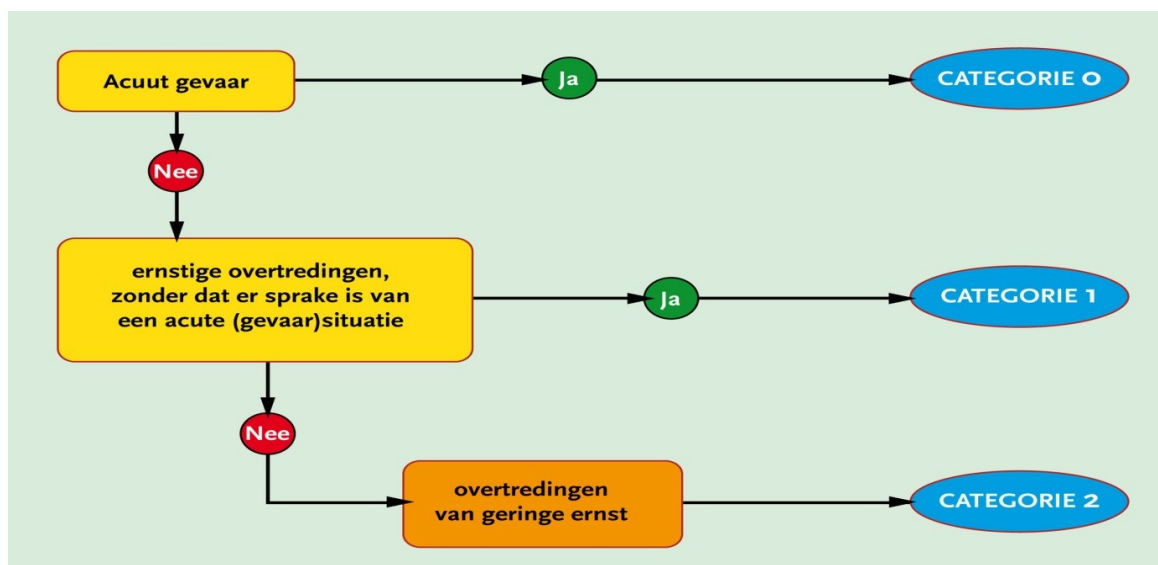 Acuut gevaar
Ja
CATEGORIE 0
Nee
ernstige overtredingen,
zonder dat er sprake is van
een acute (gevaar)situatie
Ja
CATEGORIE 1
Nee
overtredingen
van geringe ernst
CATEGORIE 2